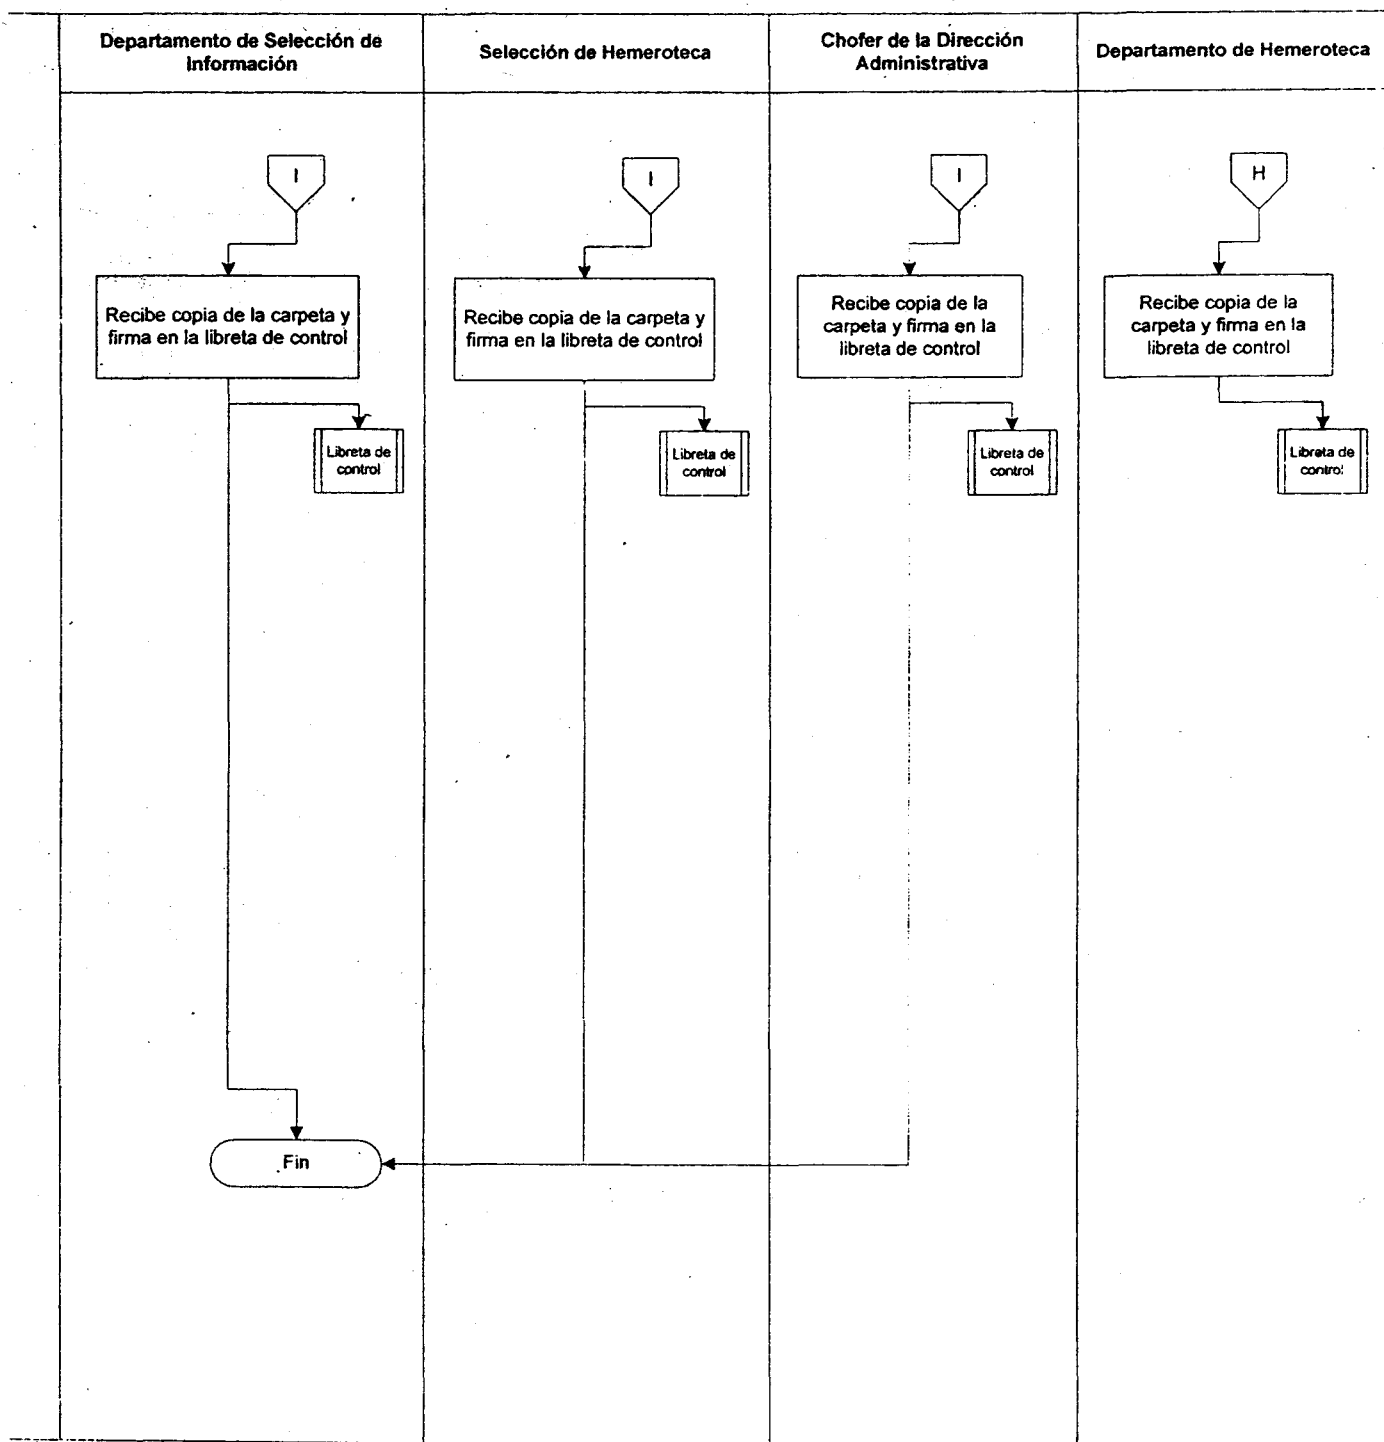 Departamento de Selección de
Información
Selección de Hemeroteca
Chofer de la Dirección
Administrativa
Departamento de Hemeroteca
I
I
I
H
Recibe copia de la carpeta y
firma en la libreta de control
Recibe copia de la carpeta y
firma en la libreta de control
Recibe copia de la
carpeta y firma en la
libreta de control
Recibe copia de la
carpeta y firma en la
libreta de control
Libreta de
control
Libreta de
control
Libreta de
control
Libreta de
control
Fin